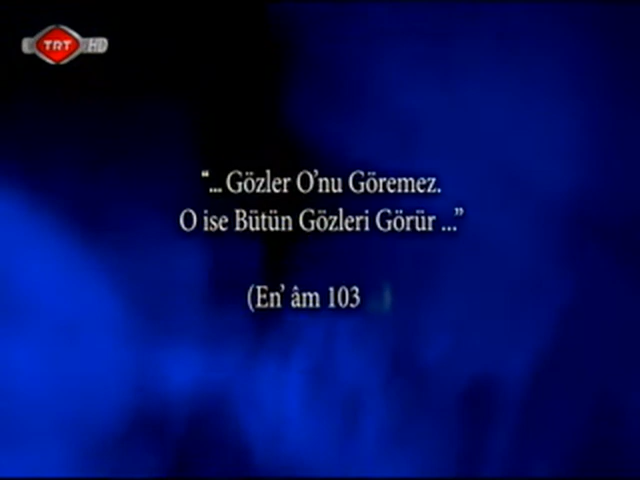 TRT HD
“... Gözler O’nu Göremez.
O ise Bütün Gözleri Görür ...”
(En’ âm 103 )